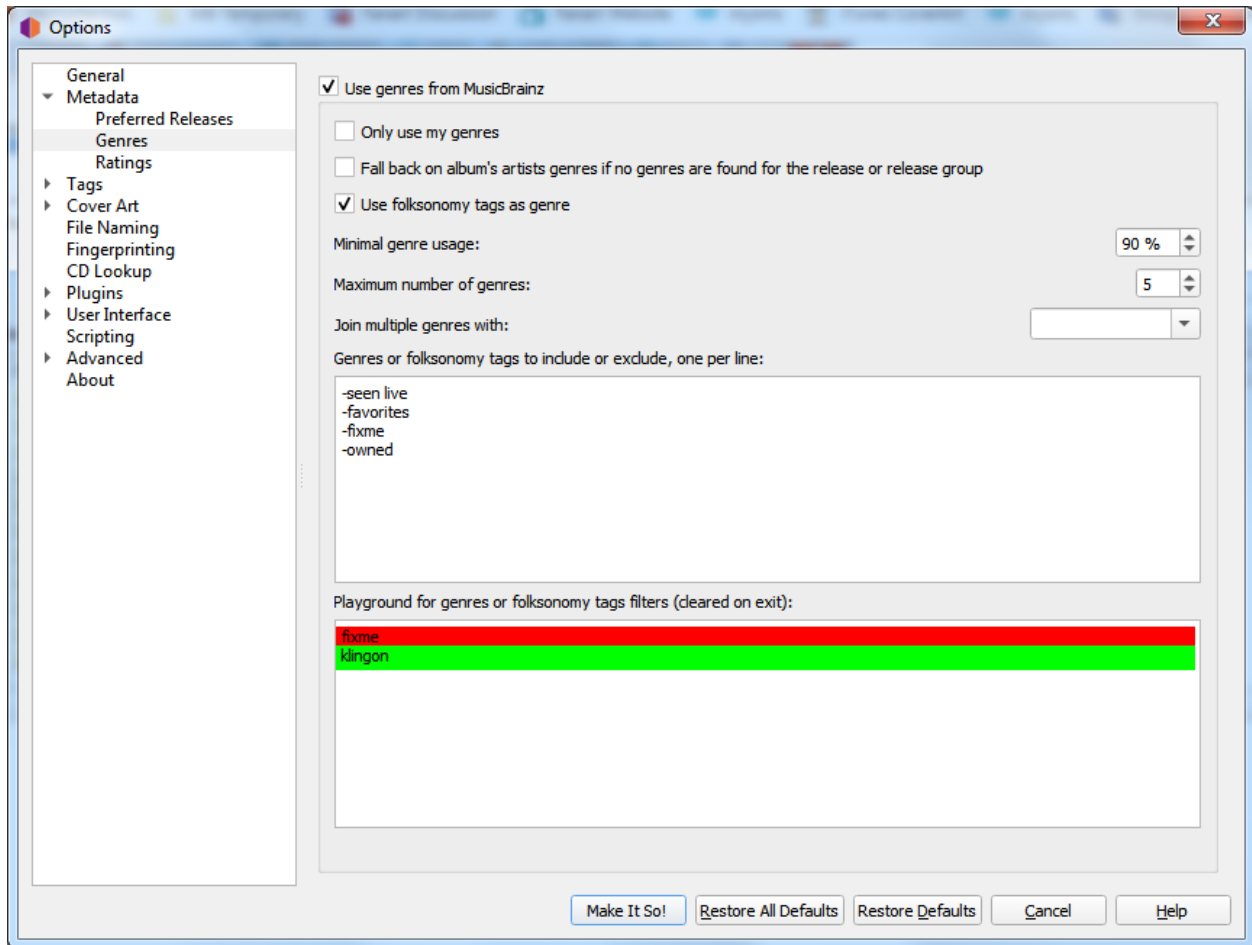 Options
General
Metadata
Preferred Releases
Genres
Ratings
Tags
Cover Art
File Naming
Fingerprinting
CD Lookup
Plugins
User Interface
Scripting
Advanced
About
Use genres from MusicBrainz
Only use my genres
Fall back on album's artists genres if no genres are found for the release or release group
Use folksonomy tags as genre
Minimal genre usage: 90 %
Maximum number of genres: 5
Join multiple genres with:
Genres or folksonomy tags to include or exclude, one per line:
-seen live
-favorites
-fixme
-owned
Playground for genres or folksonomy tags filters (cleared on exit):
fixme
klingon
Make It So! Restore All Defaults Restore Defaults Cancel Help